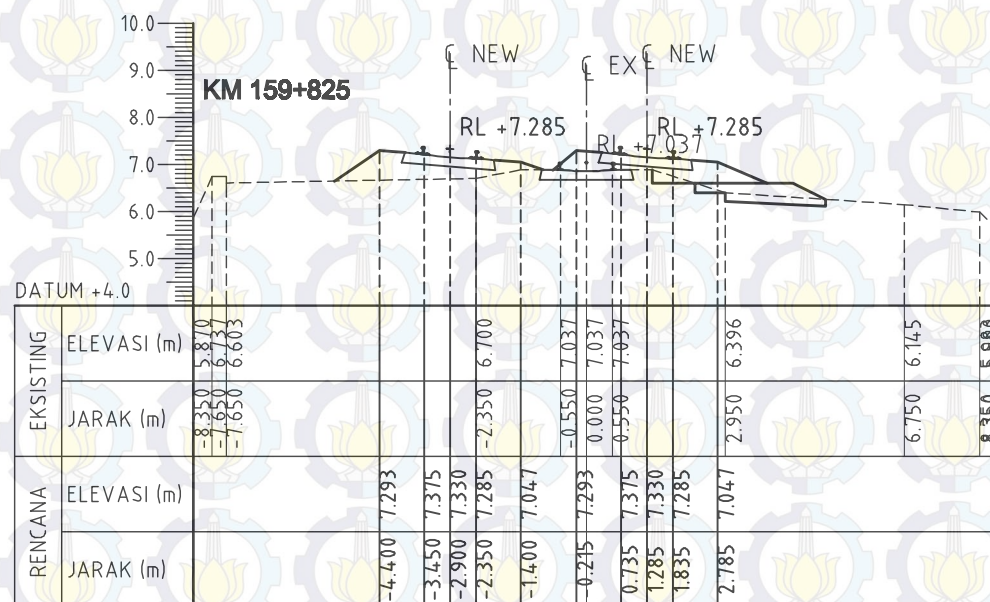 10.0
9.0
8.0
7.0
6.0
5.0
KM 159+825
℄ NEW
℄ EX
℄ NEW
RL +7.285
RL +7.037
RL +7.285
DATUM +4.0
EKSISTING
ELEVASI (m)
5.870 6.737 6.603 6.700 7.037 7.037 7.037 6.396 6.145
JARAK (m)
-8.350 -7.650 -7.650 -2.350 -0.550 0.000 0.550 2.950 6.750
RENCANA
ELEVASI (m)
7.293 7.375 7.330 7.285 7.047 7.293 7.375 7.330 7.285 7.047
JARAK (m)
-4.400 -3.450 -2.900 -2.350 -1.400 -0.215 0.735 1.285 1.835 2.785